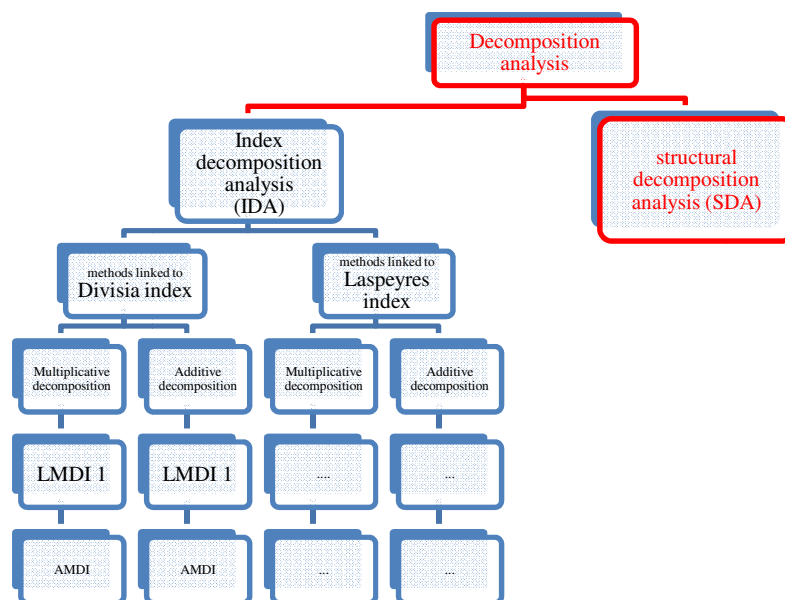 Decomposition
analysis
Index
decomposition
analysis
(IDA)
structural
decomposition
analysis (SDA)
methods linked to
Divisia index
methods linked to
Laspeyres
index
Multiplicative
decomposition
Additive
decomposition
Multiplicative
decomposition
Additive
decomposition
LMDI 1
LMDI 1
....
...
AMDI
AMDI
...
...